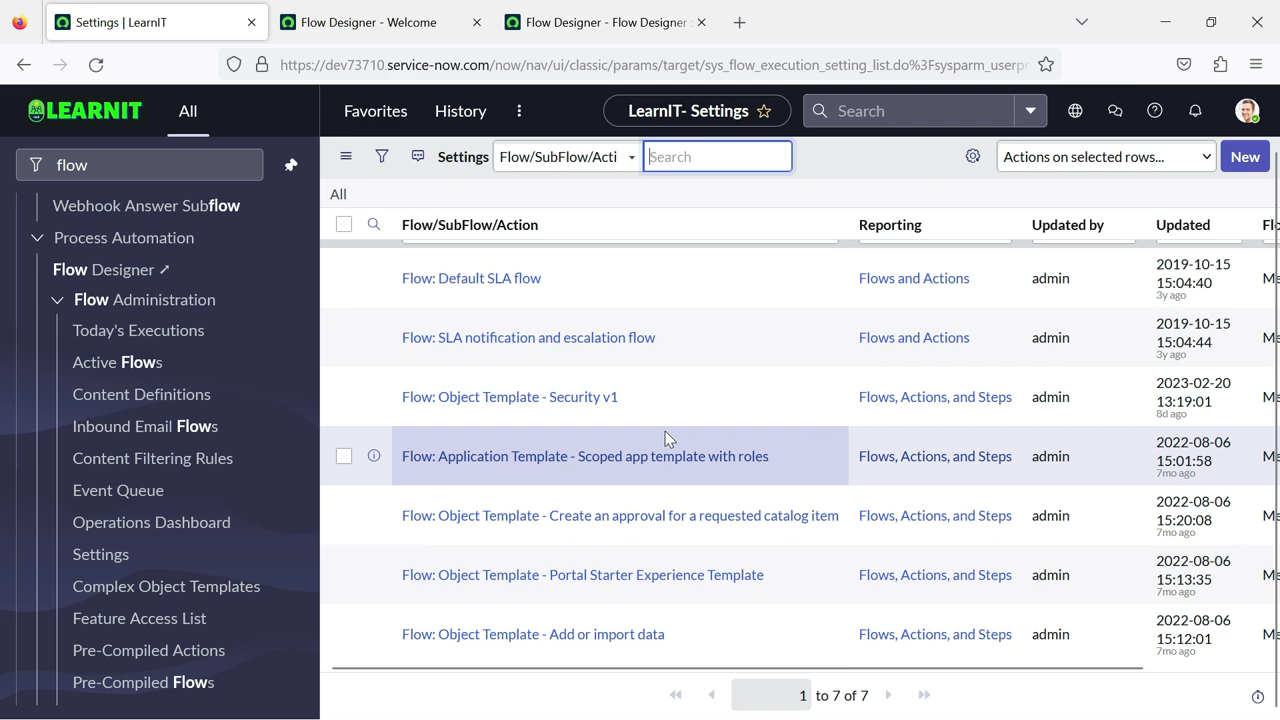 Settings | LearnIT
Flow Designer - Welcome
Flow Designer - Flow Designer
https://dev73710.service-now.com/now/nav/ui/classic/params/target/sys_flow_execution_setting_list.do%3Fsysparm_userpr
LEARNIT
All
Favorites
History
LearnIT- Settings
Search
flow
Settings
Flow/SubFlow/Acti
Search
Actions on selected rows...
New
All
Webhook Answer Subflow
Process Automation
Flow Designer
Flow Administration
Today's Executions
Active Flows
Content Definitions
Inbound Email Flows
Content Filtering Rules
Event Queue
Operations Dashboard
Settings
Complex Object Templates
Feature Access List
Pre-Compiled Actions
Pre-Compiled Flows
Flow/SubFlow/Action Reporting Updated by Updated Flo
Flow: Default SLA flow Flows and Actions admin 2019-10-15 Me
15:04:40
3y ago
Flow: SLA notification and escalation flow Flows and Actions admin 2019-10-15 Me
15:04:44
3y ago
Flow: Object Template - Security v1 Flows, Actions, and Steps admin 2023-02-20 Me
13:19:01
8d ago
Flow: Application Template - Scoped app template with roles Flows, Actions, and Steps admin 2022-08-06 Me
15:01:58
7mo ago
Flow: Object Template - Create an approval for a requested catalog item Flows, Actions, and Steps admin 2022-08-06 Me
15:20:08
7mo ago
Flow: Object Template - Portal Starter Experience Template Flows, Actions, and Steps admin 2022-08-06 Me
15:13:35
7mo ago
Flow: Object Template - Add or import data Flows, Actions, and Steps admin 2022-08-06 Me
15:12:01
7mo ago
1 to 7 of 7